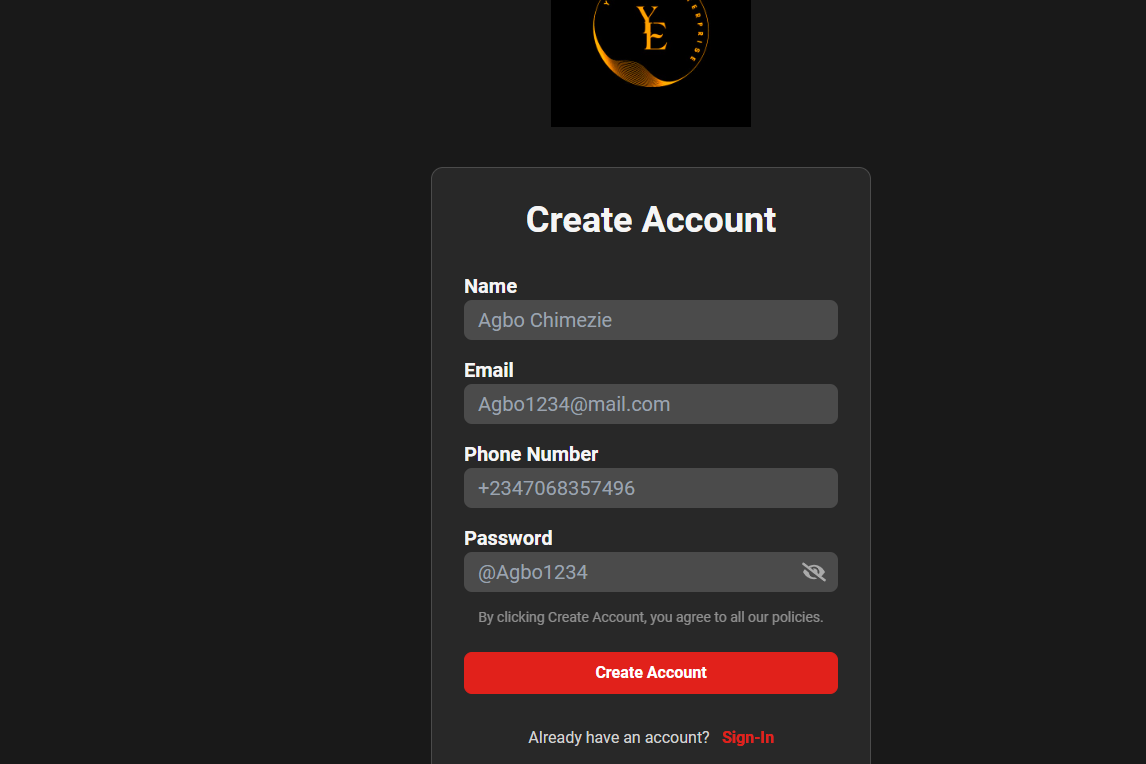 YE
ERPRISE
Create Account
Name
Agbo Chimezie
Email
Agbo1234@mail.com
Phone Number
+2347068357496
Password
@Agbo1234
By clicking Create Account, you agree to all our policies.
Create Account
Already have an account? Sign-In